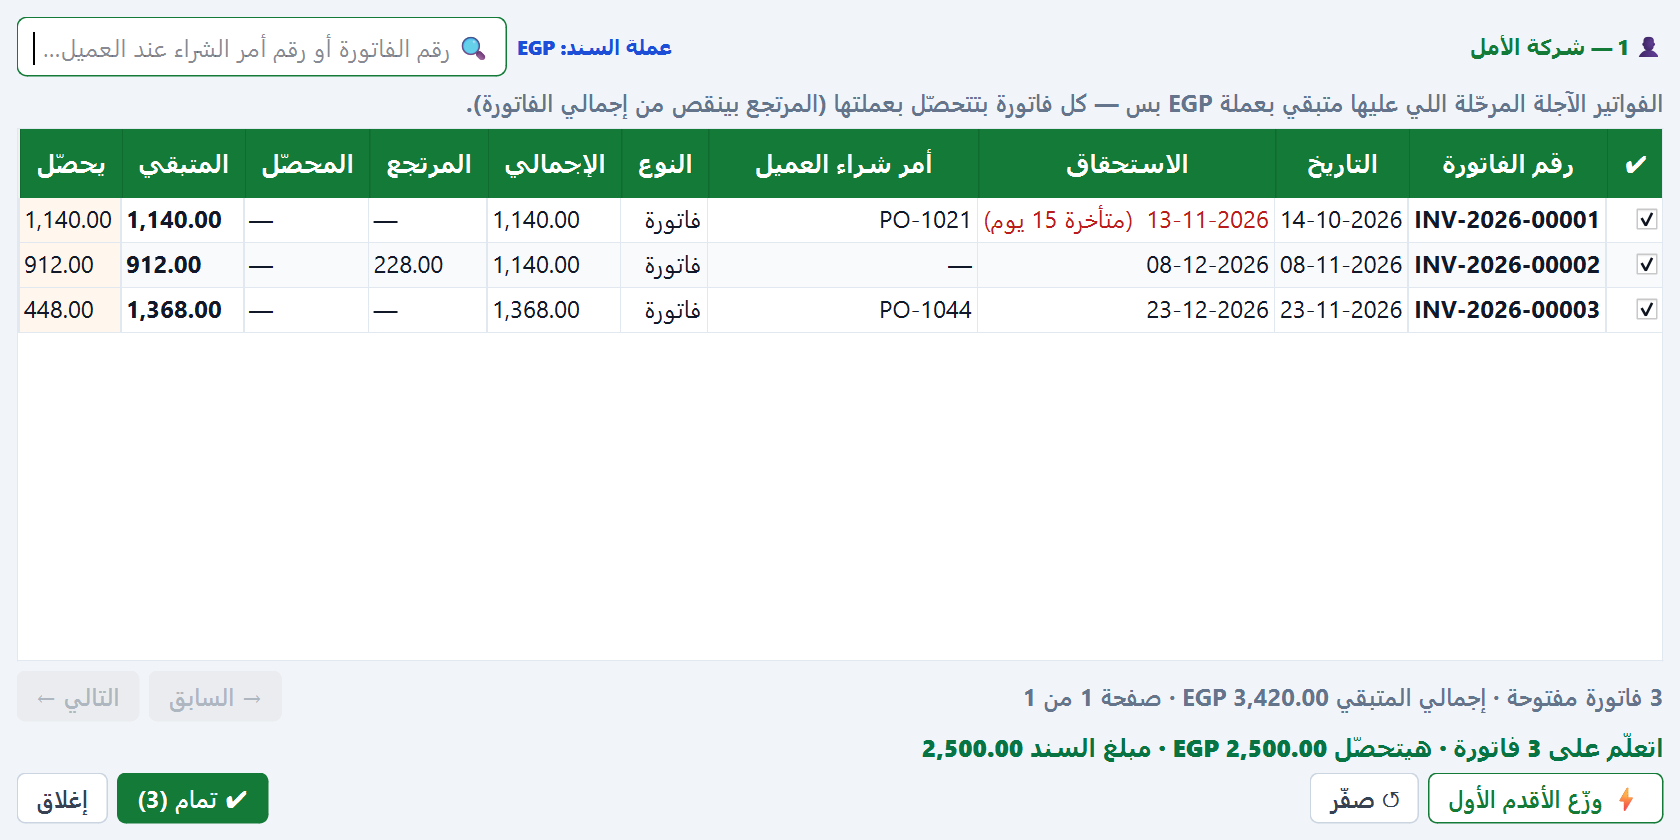 1 — شركة الأمل
عملة السند: EGP
رقم الفاتورة أو رقم أمر الشراء عند العميل...
الفواتير الآجلة المرحّلة اللي عليها متبقي بعملة EGP بس — كل فاتورة بتتحصّل بعملتها (المرتجع بينقص من إجمالي الفاتورة).
✔ رقم الفاتورة التاريخ الاستحقاق أمر شراء العميل النوع الإجمالي المرتجع المحصّل المتبقي يحصّل
INV-2026-00001 14-10-2026 13-11-2026 (متأخرة 15 يوم) PO-1021 فاتورة 1,140.00 — — 1,140.00 1,140.00
INV-2026-00002 08-11-2026 08-12-2026 — فاتورة 1,140.00 228.00 — 912.00 912.00
INV-2026-00003 23-11-2026 23-12-2026 PO-1044 فاتورة 1,368.00 — — 1,368.00 448.00
3 فاتورة مفتوحة · إجمالي المتبقي 3,420.00 EGP · صفحة 1 من 1
→ السابق
التالي ←
اتعلّم على 3 فاتورة · هيتحصّل 2,500.00 EGP · مبلغ السند 2,500.00
⚡ وزّع الأقدم الأول
↺ صفّر
✔ تمام (3)
إغلاق